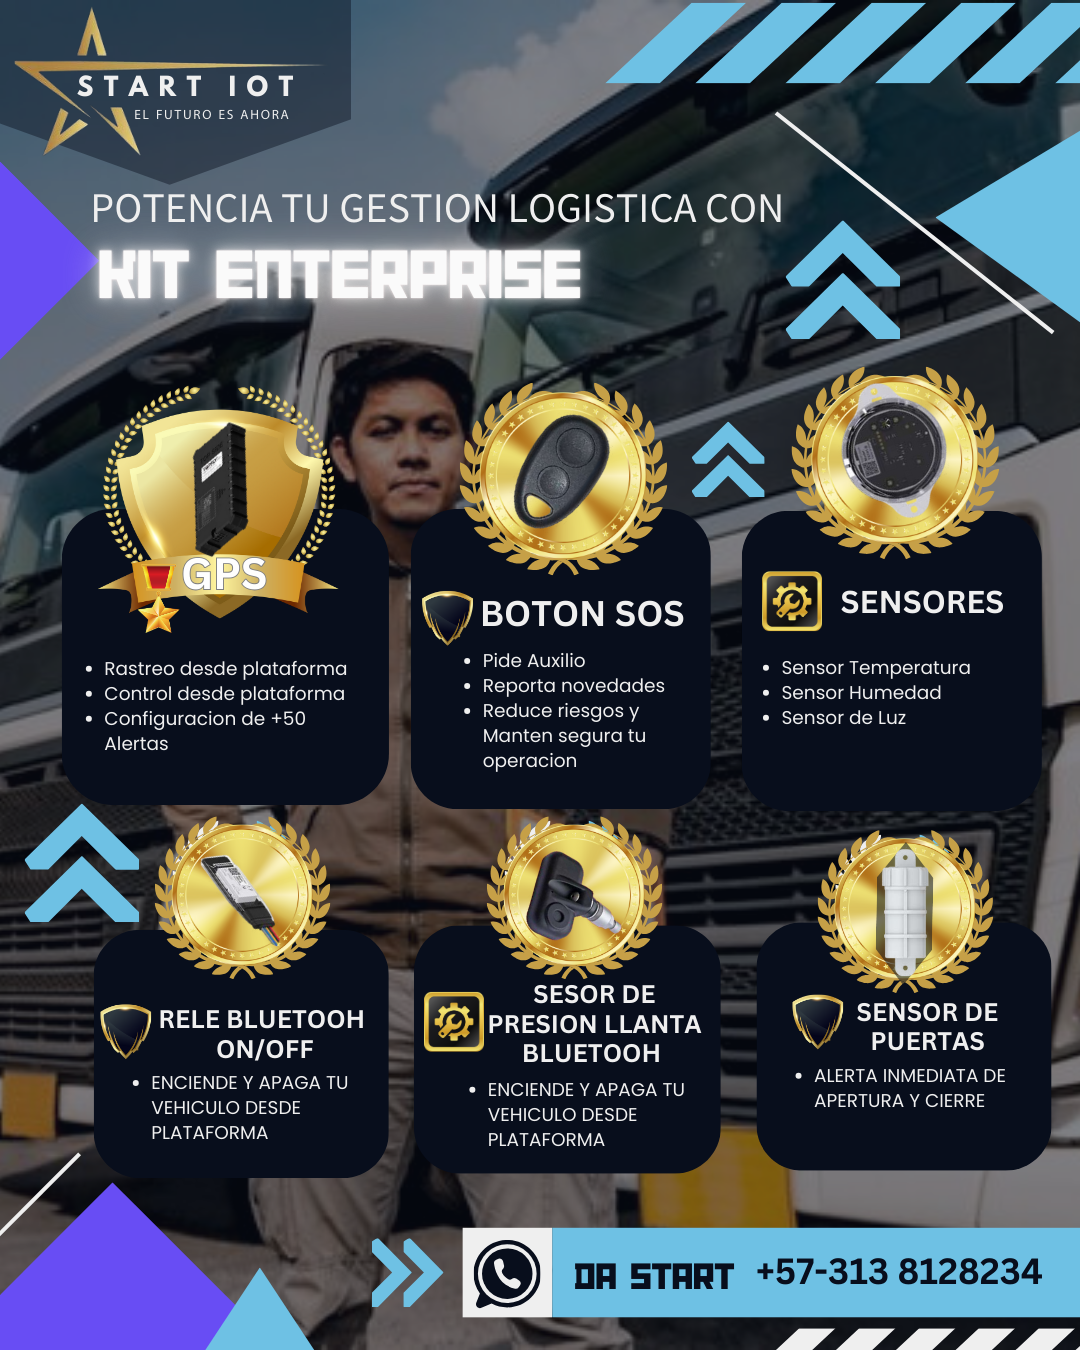 START IOT
EL FUTURO ES AHORA
POTENCIA TU GESTION LOGISTICA CON
KIT ENTERPRISE
GPS
Rastreo desde plataforma
Control desde plataforma
Configuracion de +50
Alertas
BOTON SOS
Pide Auxilio
Reporta novedades
Reduce riesgos y
Manten segura tu
operacion
SENSORES
Sensor Temperatura
Sensor Humedad
Sensor de Luz
RELE BLUETOOH
ON/OFF
ENCIENDE Y APAGA TU
VEHICULO DESDE
PLATAFORMA
SESOR DE
PRESION LLANTA
BLUETOOH
ENCIENDE Y APAGA TU
VEHICULO DESDE
PLATAFORMA
SENSOR DE
PUERTAS
ALERTA INMEDIATA DE
APERTURA Y CIERRE
DA START +57-313 8128234